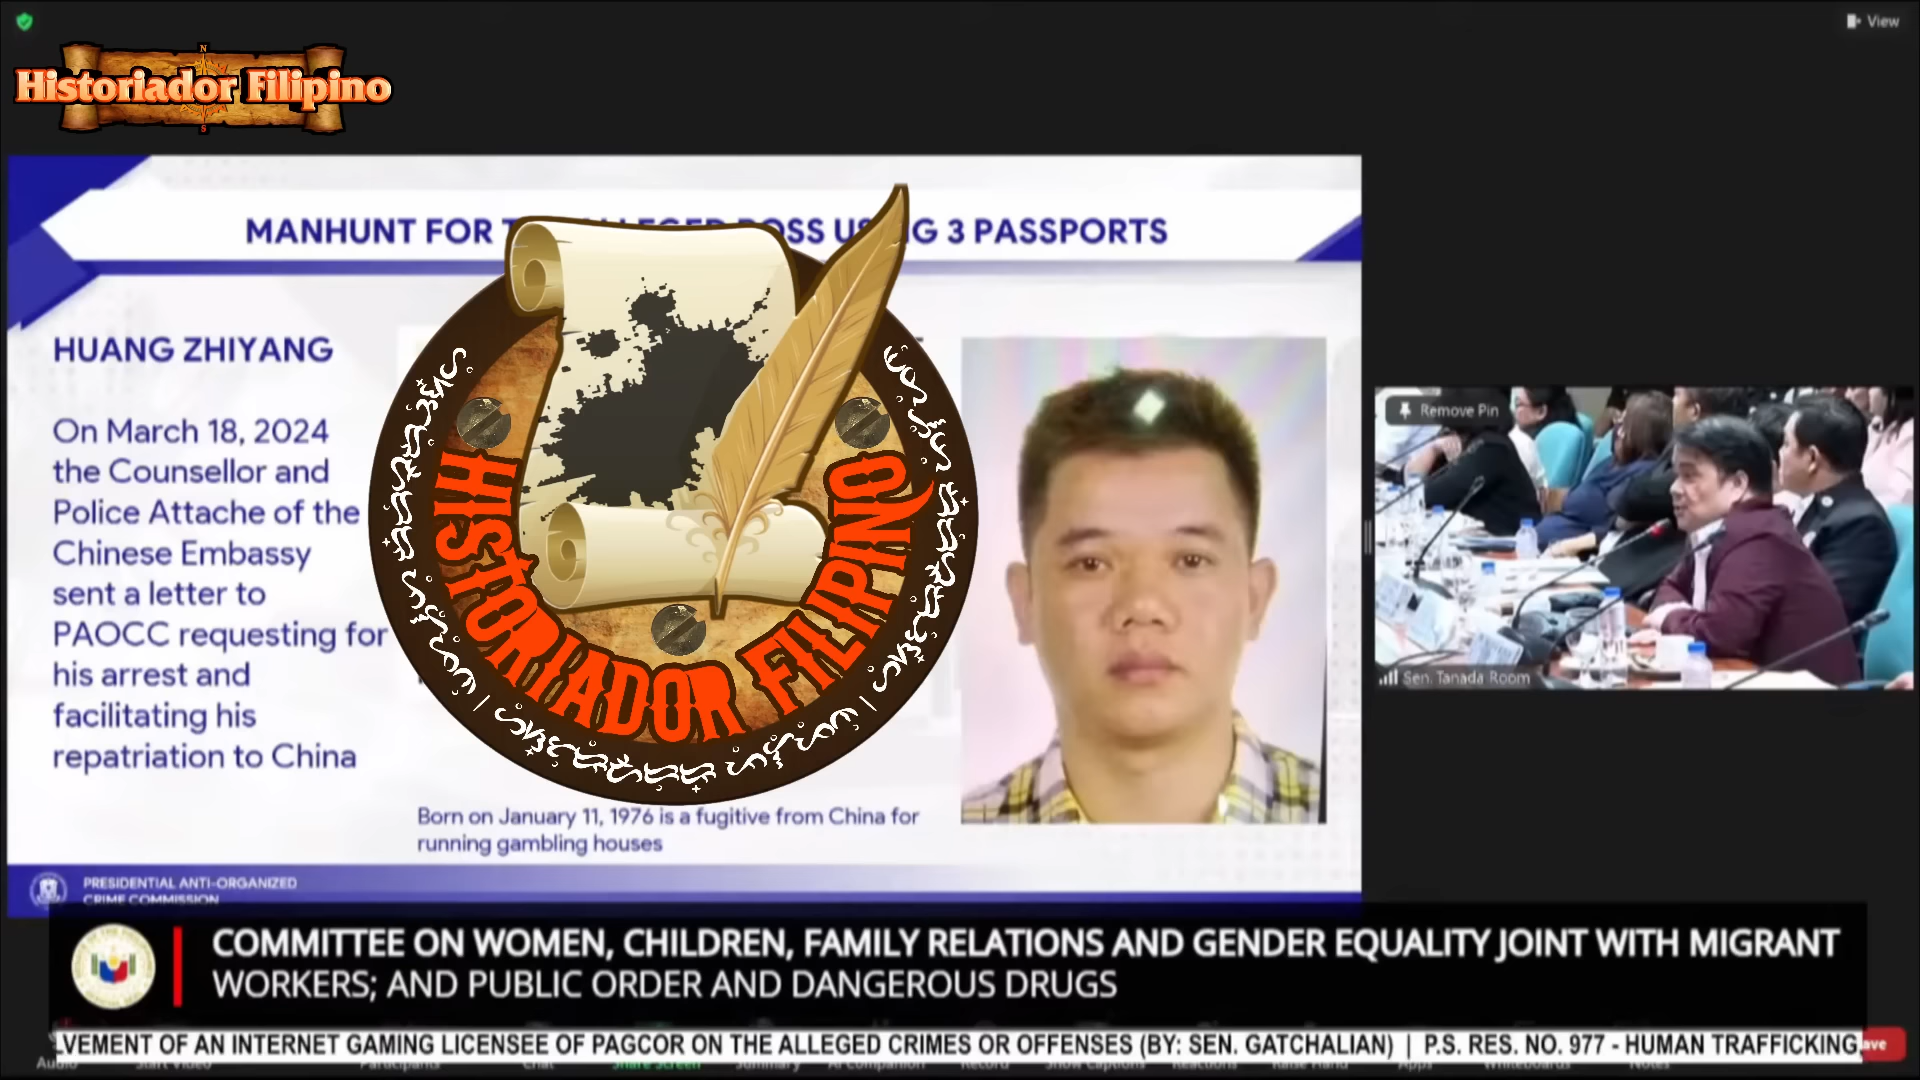 View
Historiador Filipino
N
S
MANHUNT FOR
3 PASSPORTS
HUANG ZHIYANG
On March 18, 2024
the Counsellor and
Police Attache of the
Chinese Embassy
sent a letter to
PAOCC requesting for
his arrest and
facilitating his
repatriation to China
HISTORIADOR FILIPINO
Born on January 11, 1976 is a fugitive from China for
running gambling houses
Remove Pin
Sen. Tanada Room
PRESIDENTIAL ANTI-ORGANIZED
CRIME COMMISSION
COMMITTEE ON WOMEN, CHILDREN, FAMILY RELATIONS AND GENDER EQUALITY JOINT WITH MIGRANT
WORKERS; AND PUBLIC ORDER AND DANGEROUS DRUGS
LVEMENT OF AN INTERNET GAMING LICENSEE OF PAGCOR ON THE ALLEGED CRIMES OR OFFENSES (BY: SEN. GATCHALIAN) | P.S. RES. NO. 977 - HUMAN TRAFFICKING,